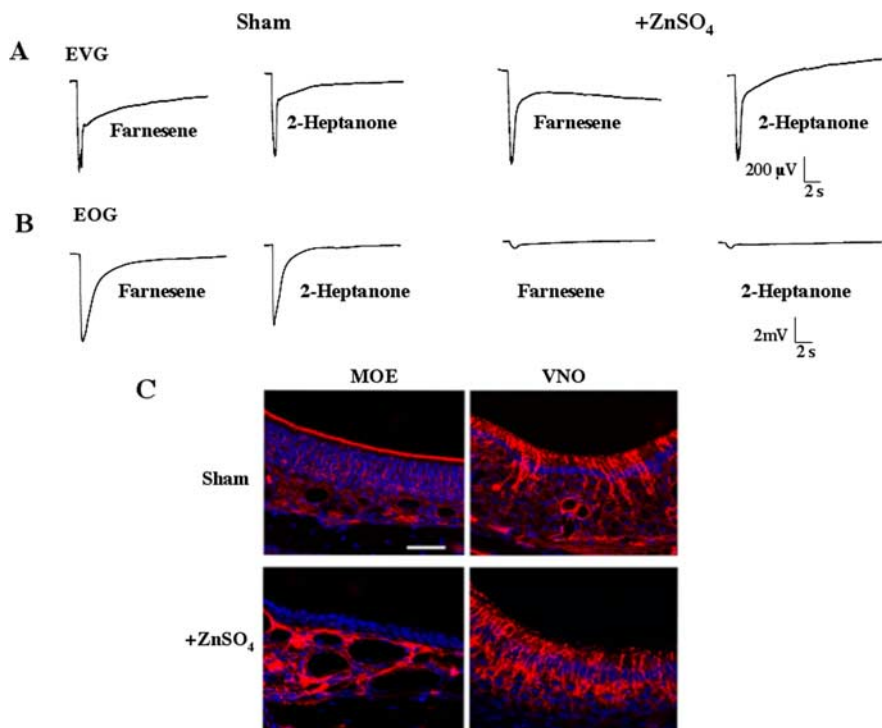 Sham +ZnSO₄
A
EVG
Farnesene 2-Heptanone Farnesene 2-Heptanone
200 µV
2 s
B
EOG
Farnesene 2-Heptanone Farnesene 2-Heptanone
2mV
2 s
C
MOE VNO
Sham
+ZnSO₄